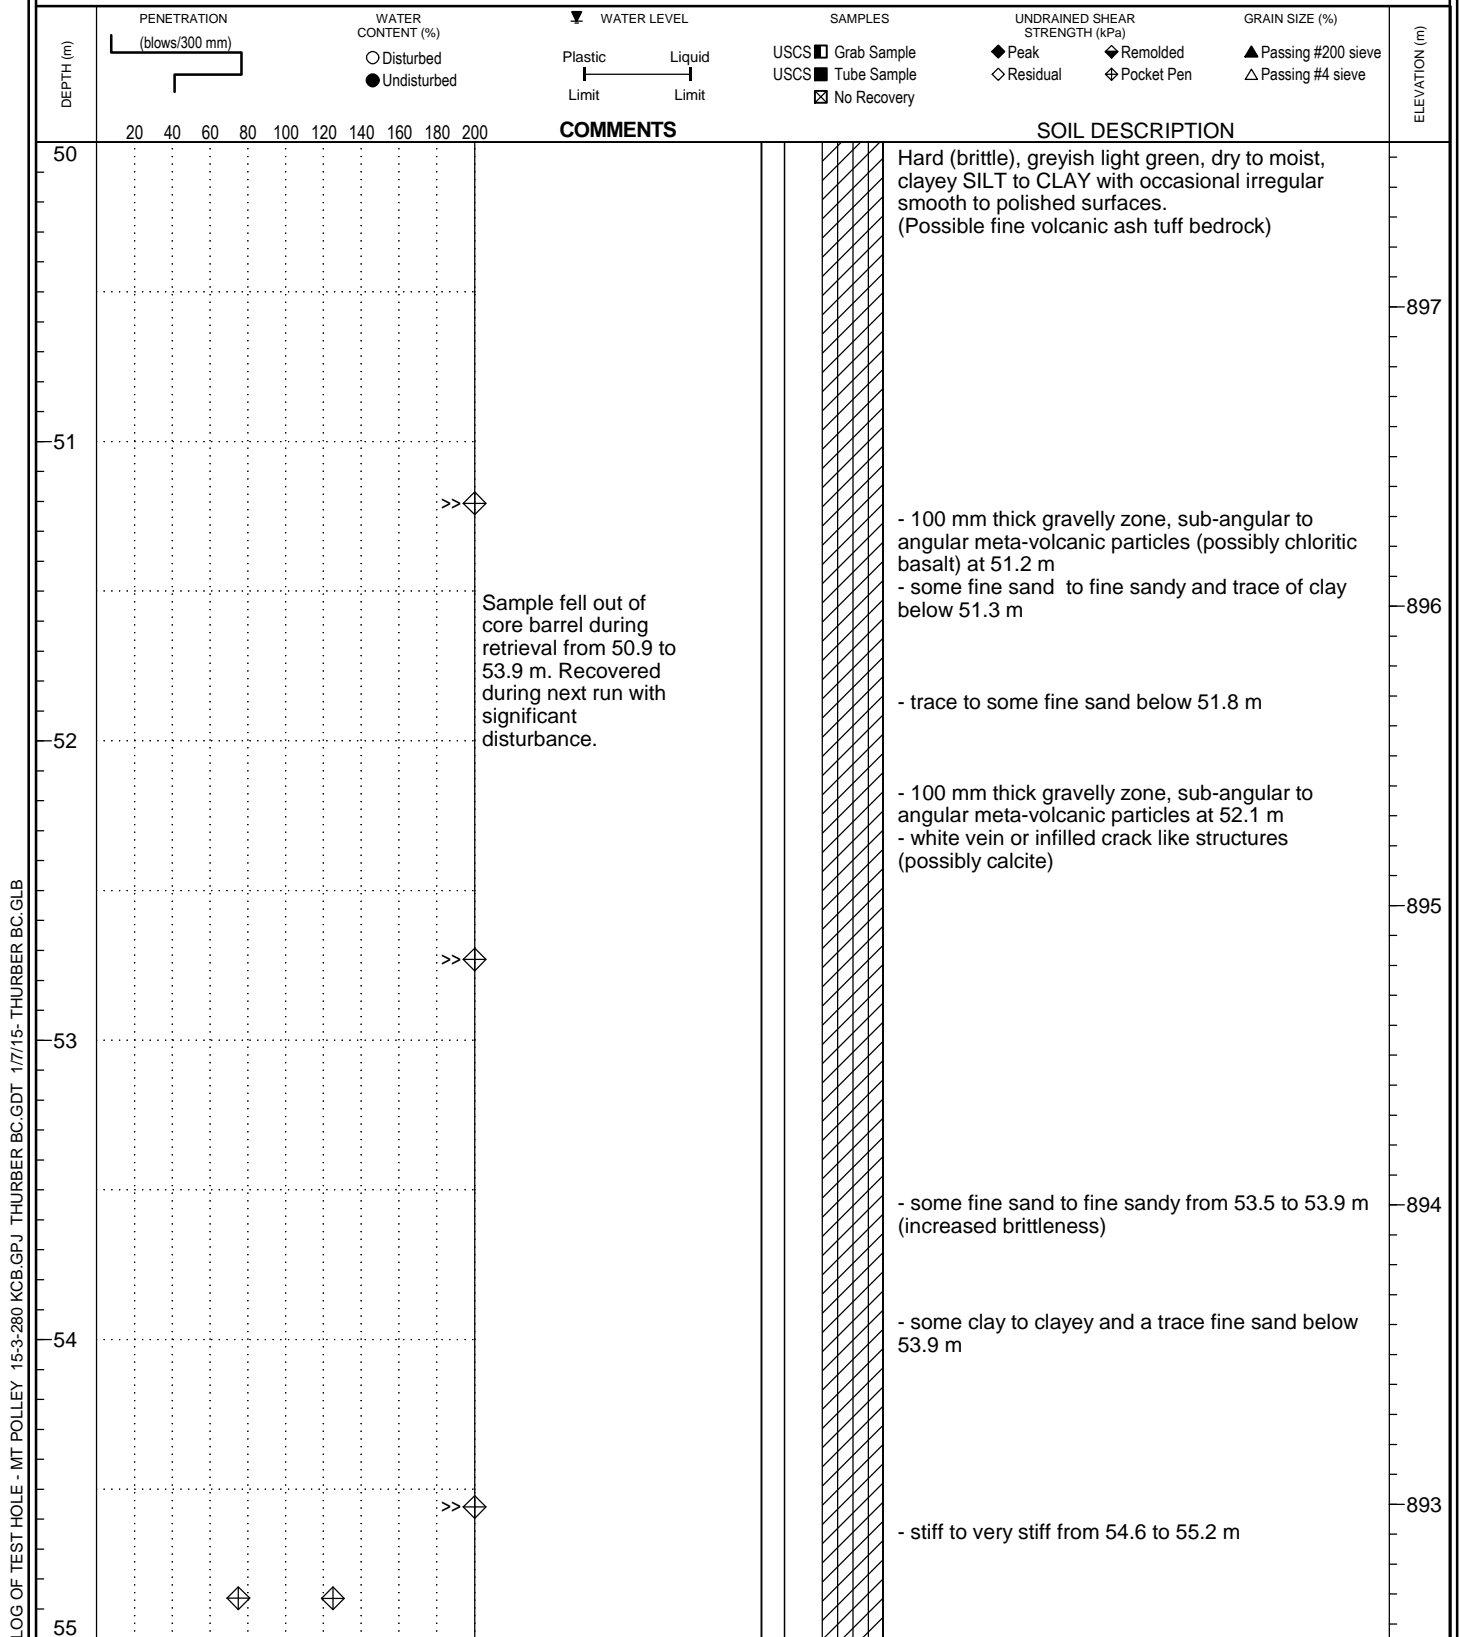 PENETRATION
(blows/300 mm)
WATER
CONTENT (%)
Disturbed
Undisturbed
WATER LEVEL
Plastic Liquid
Limit Limit
SAMPLES
USCS Grab Sample
USCS Tube Sample
No Recovery
UNDRAINED SHEAR
STRENGTH (kPa)
Peak Remolded
Residual Pocket Pen
GRAIN SIZE (%)
Passing #200 sieve
Passing #4 sieve
DEPTH (m)
ELEVATION (m)
20 40 60 80 100 120 140 160 180 200
COMMENTS
SOIL DESCRIPTION
50
Hard (brittle), greyish light green, dry to moist,
clayey SILT to CLAY with occasional irregular
smooth to polished surfaces.
(Possible fine volcanic ash tuff bedrock)
897
51
>>
- 100 mm thick gravelly zone, sub-angular to
angular meta-volcanic particles (possibly chloritic
basalt) at 51.2 m
- some fine sand to fine sandy and trace of clay
below 51.3 m
896
Sample fell out of
core barrel during
retrieval from 50.9 to
53.9 m. Recovered
during next run with
significant
disturbance.
- trace to some fine sand below 51.8 m
52
- 100 mm thick gravelly zone, sub-angular to
angular meta-volcanic particles at 52.1 m
- white vein or infilled crack like structures
(possibly calcite)
895
>>
53
- some fine sand to fine sandy from 53.5 to 53.9 m
(increased brittleness)
894
- some clay to clayey and a trace fine sand below
53.9 m
54
>>
893
- stiff to very stiff from 54.6 to 55.2 m
55
LOG OF TEST HOLE - MT POLLEY 15-3-280 KCB.GPJ THURBER BC.GDT 1/7/15- THURBER BC.GLB